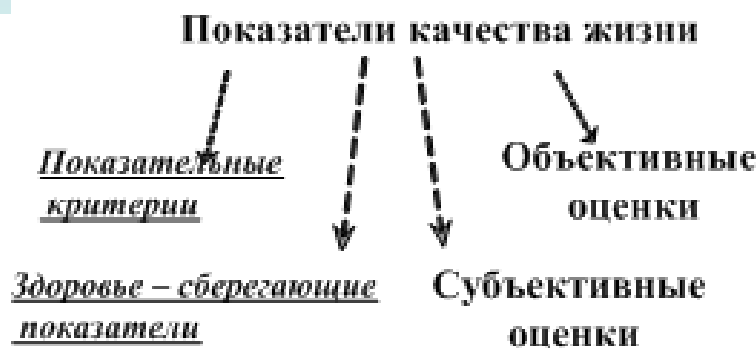 Показатели качества жизни
Показательные
критерии
Объективные
оценки
Здоровье – сберегающие
показатели
Субъективные
оценки